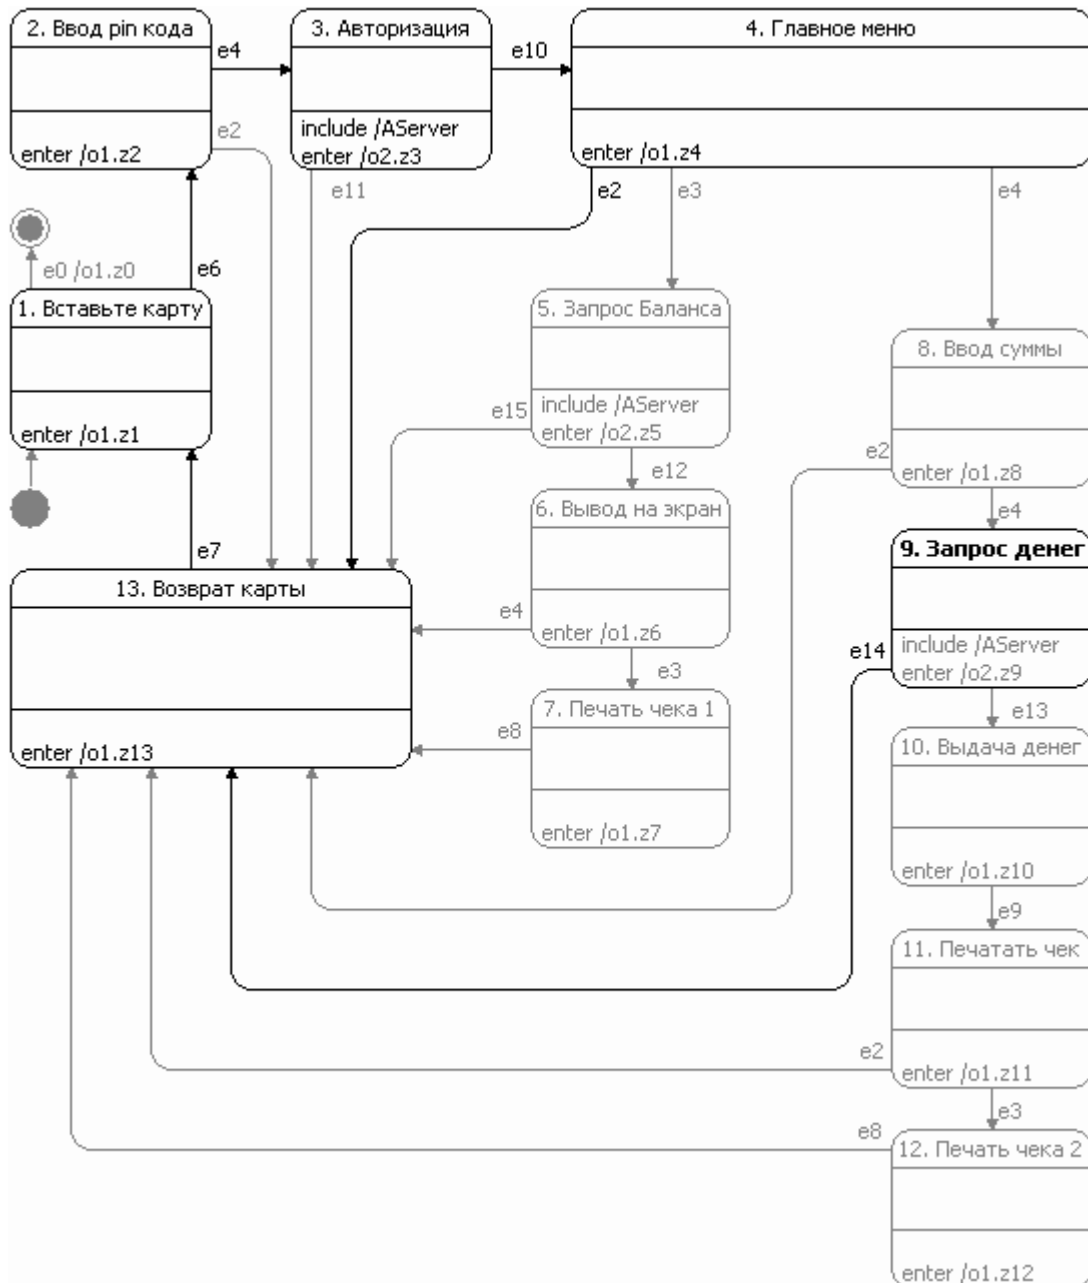 2. Ввод pin кода
enter /o1.z2
e4
3. Авторизация
include /AServer
enter /o2.z3
e10
4. Главное меню
enter /o1.z4
e2
e11
e2
e3
e4
e0 /o1.z0
e6
1. Вставьте карту
enter /o1.z1
5. Запрос Баланса
include /AServer
enter /o2.z5
e15
e12
8. Ввод суммы
enter /o1.z8
e2
e4
6. Вывод на экран
enter /o1.z6
e4
e3
9. Запрос денег
include /AServer
enter /o2.z9
e14
e13
e7
13. Возврат карты
enter /o1.z13
7. Печать чека 1
enter /o1.z7
e8
10. Выдача денег
enter /o1.z10
e9
11. Печатать чек
enter /o1.z11
e2
e3
e8
12. Печать чека 2
enter /o1.z12